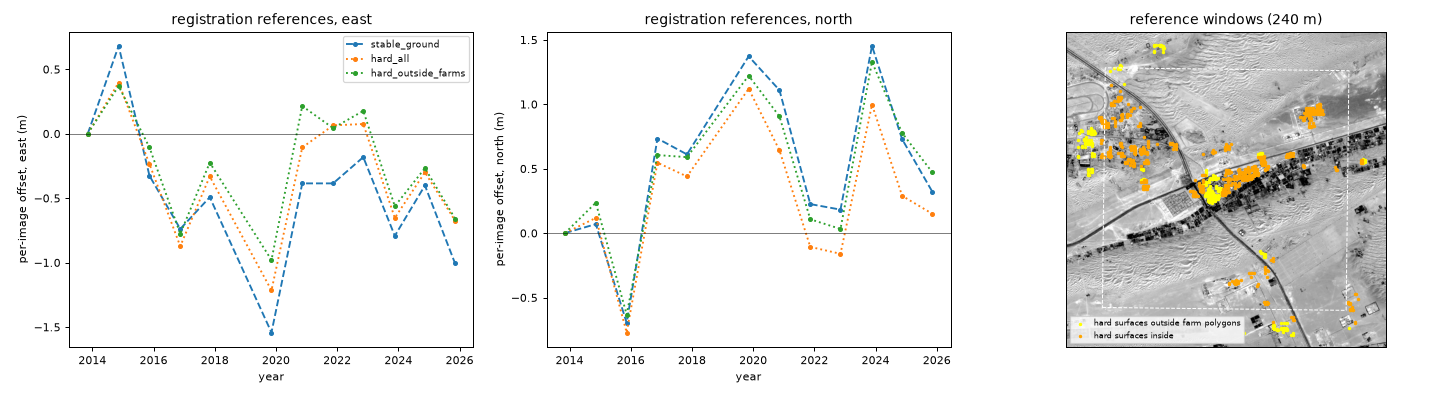 registration references, east
per-image offset, east (m)
0.5
0.0
−0.5
−1.0
−1.5
stable_ground
hard_all
hard_outside_farms
2014 2016 2018 2020 2022 2024 2026
year
registration references, north
per-image offset, north (m)
1.5
1.0
0.5
0.0
−0.5
2014 2016 2018 2020 2022 2024 2026
year
reference windows (240 m)
hard surfaces outside farm polygons
hard surfaces inside